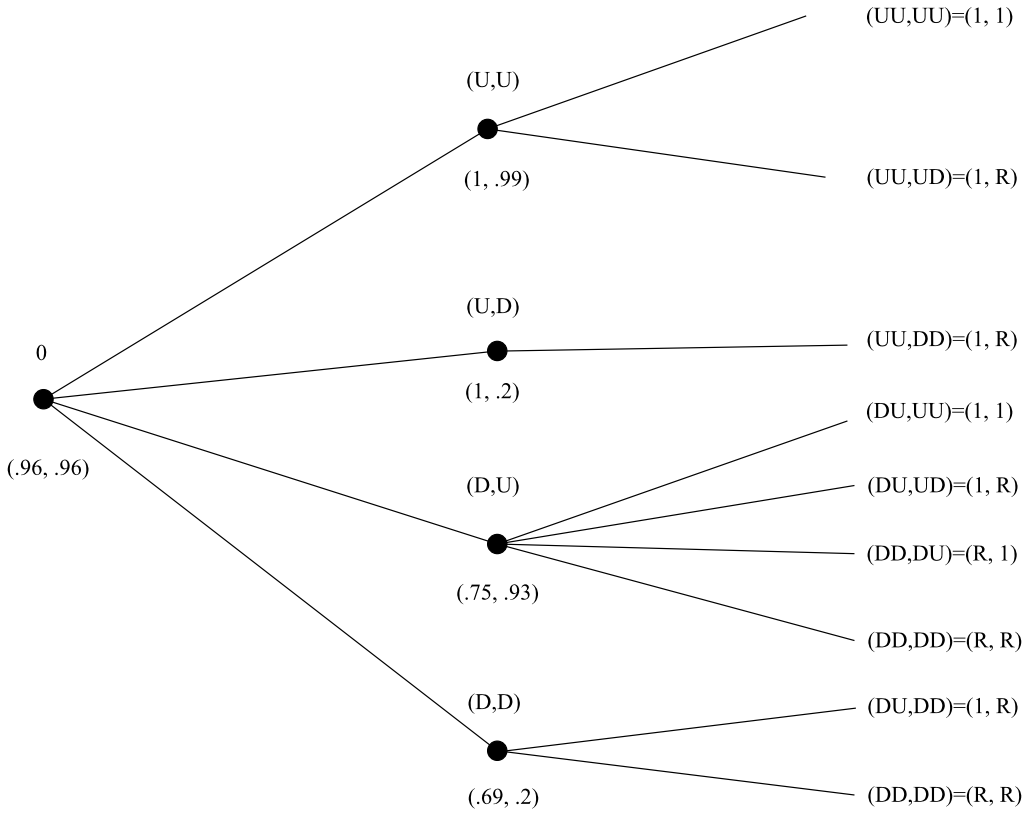 (UU,UU)=(1, 1)
(U,U)
(1, .99)
(UU,UD)=(1, R)
(U,D)
(UU,DD)=(1, R)
0
(1, .2)
(DU,UU)=(1, 1)
(.96, .96)
(D,U)
(DU,UD)=(1, R)
(DD,DU)=(R, 1)
(.75, .93)
(DD,DD)=(R, R)
(D,D)
(DU,DD)=(1, R)
(.69, .2)
(DD,DD)=(R, R)